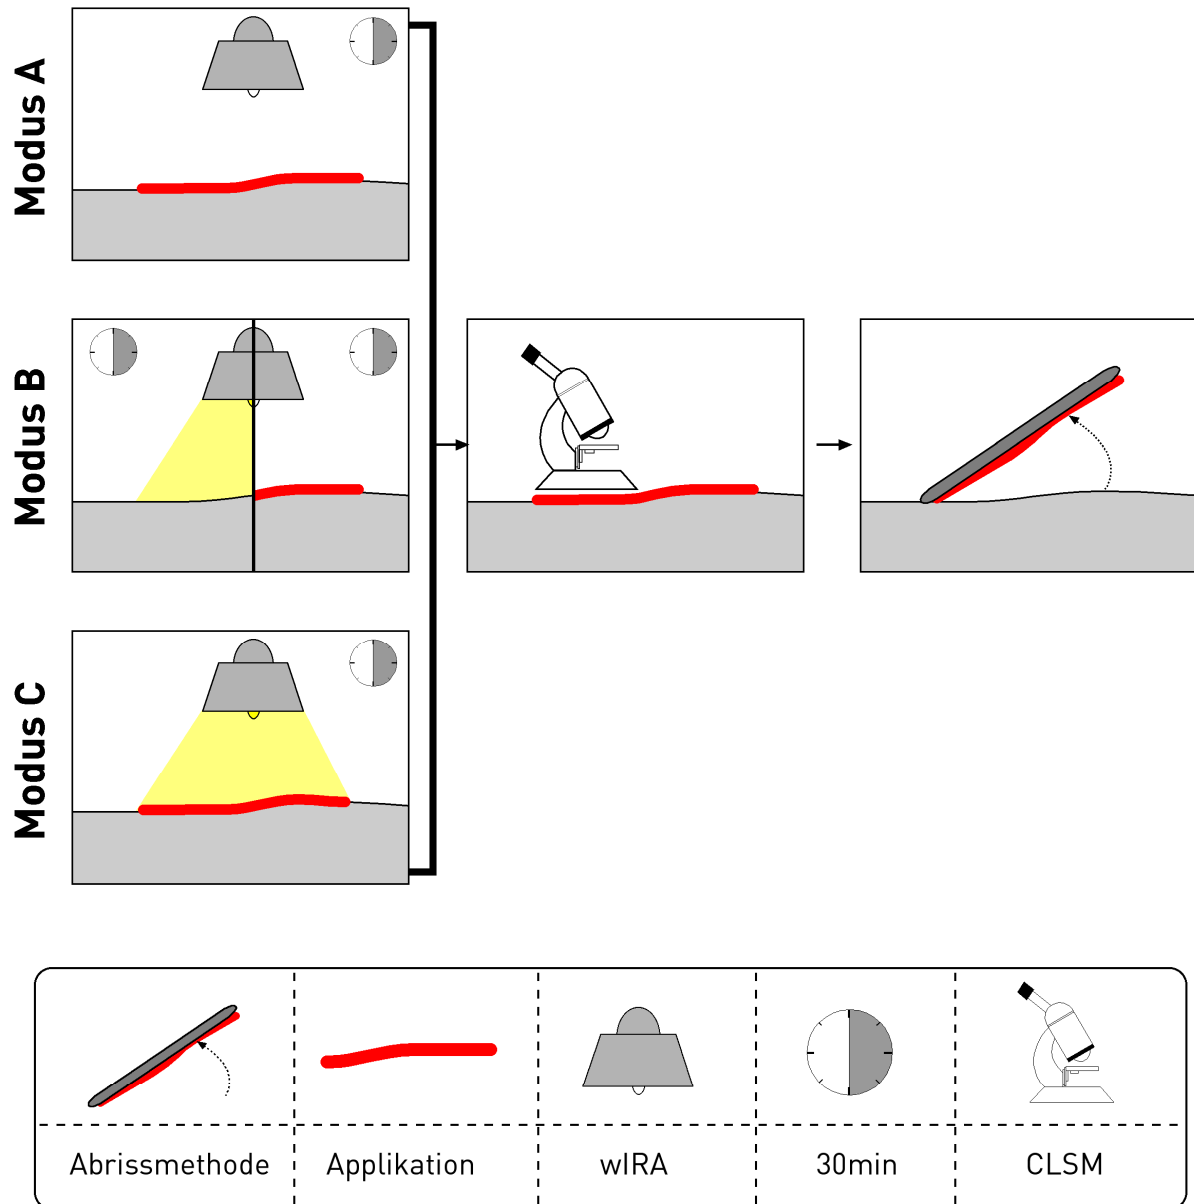 Modus A
Modus B
Modus C
Abrissmethode
Applikation
wIRA
30min
CLSM